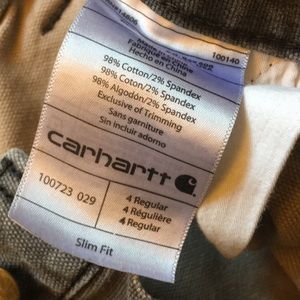 100140
Fabriqué en Chine
Hecho en China
98% Cotton/2% Spandex
98% Coton/2% Spandex
98% Algodón/2% Spandex
Exclusive of Trimming
Sans garniture
Sin incluir adorno
carhartt
100723 029
4 Regular
4 Régulière
4 Regular
Slim Fit